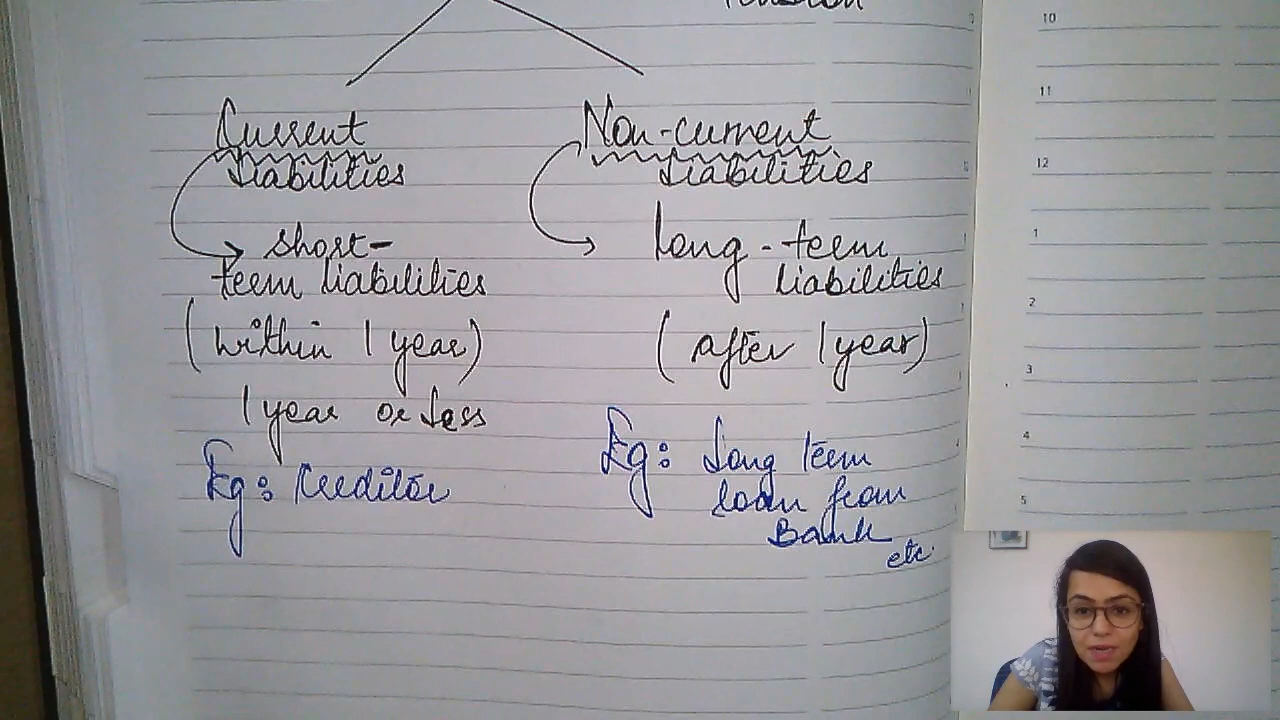 Current
liabilities
short-
term liabilities
(within 1 year)
1 year or less
Eg: Creditor
Non-current
liabilities
long-term
liabilities
(after 1 year)
Eg: Long term
loan from
Bank
etc.
10
11
12
1
2
3
4
5